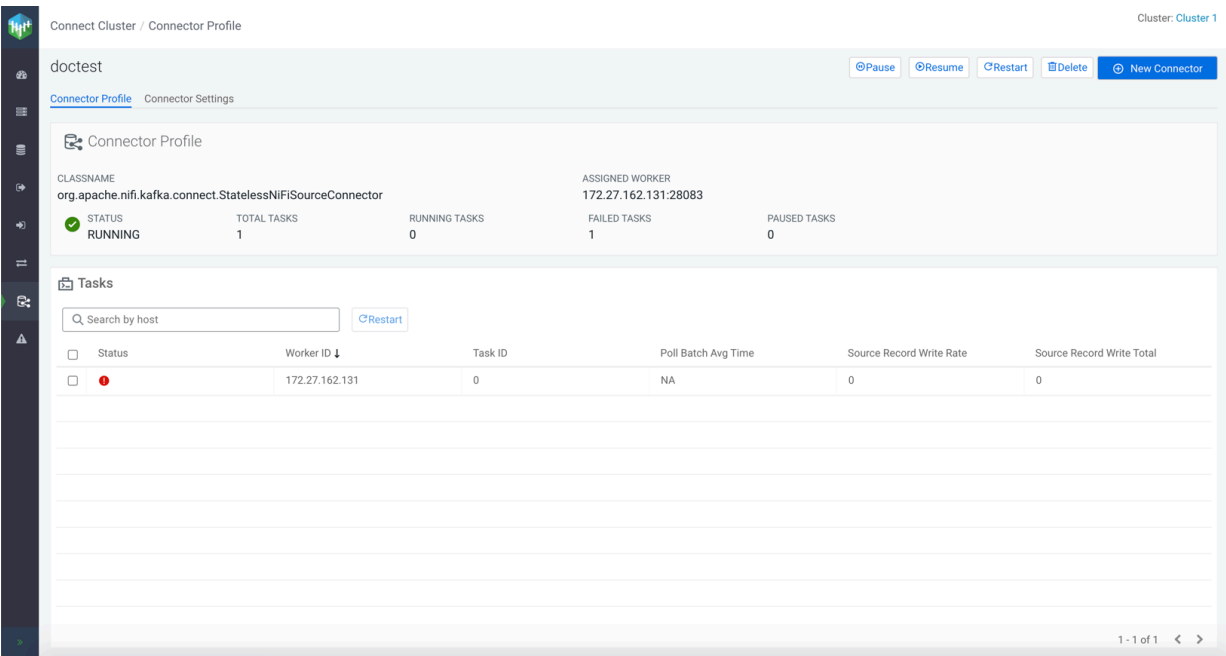 Connect Cluster / Connector Profile
Cluster: Cluster 1
doctest
Pause
Resume
Restart
Delete
New Connector
Connector Profile
Connector Settings
Connector Profile
CLASSNAME
ASSIGNED WORKER
org.apache.nifi.kafka.connect.StatelessNiFiSourceConnector
172.27.162.131:28083
STATUS
TOTAL TASKS
RUNNING TASKS
FAILED TASKS
PAUSED TASKS
RUNNING
1
0
1
0
Tasks
Search by host
Restart
Status
Worker ID
Task ID
Poll Batch Avg Time
Source Record Write Rate
Source Record Write Total
172.27.162.131
0
NA
0
0
1 - 1 of 1